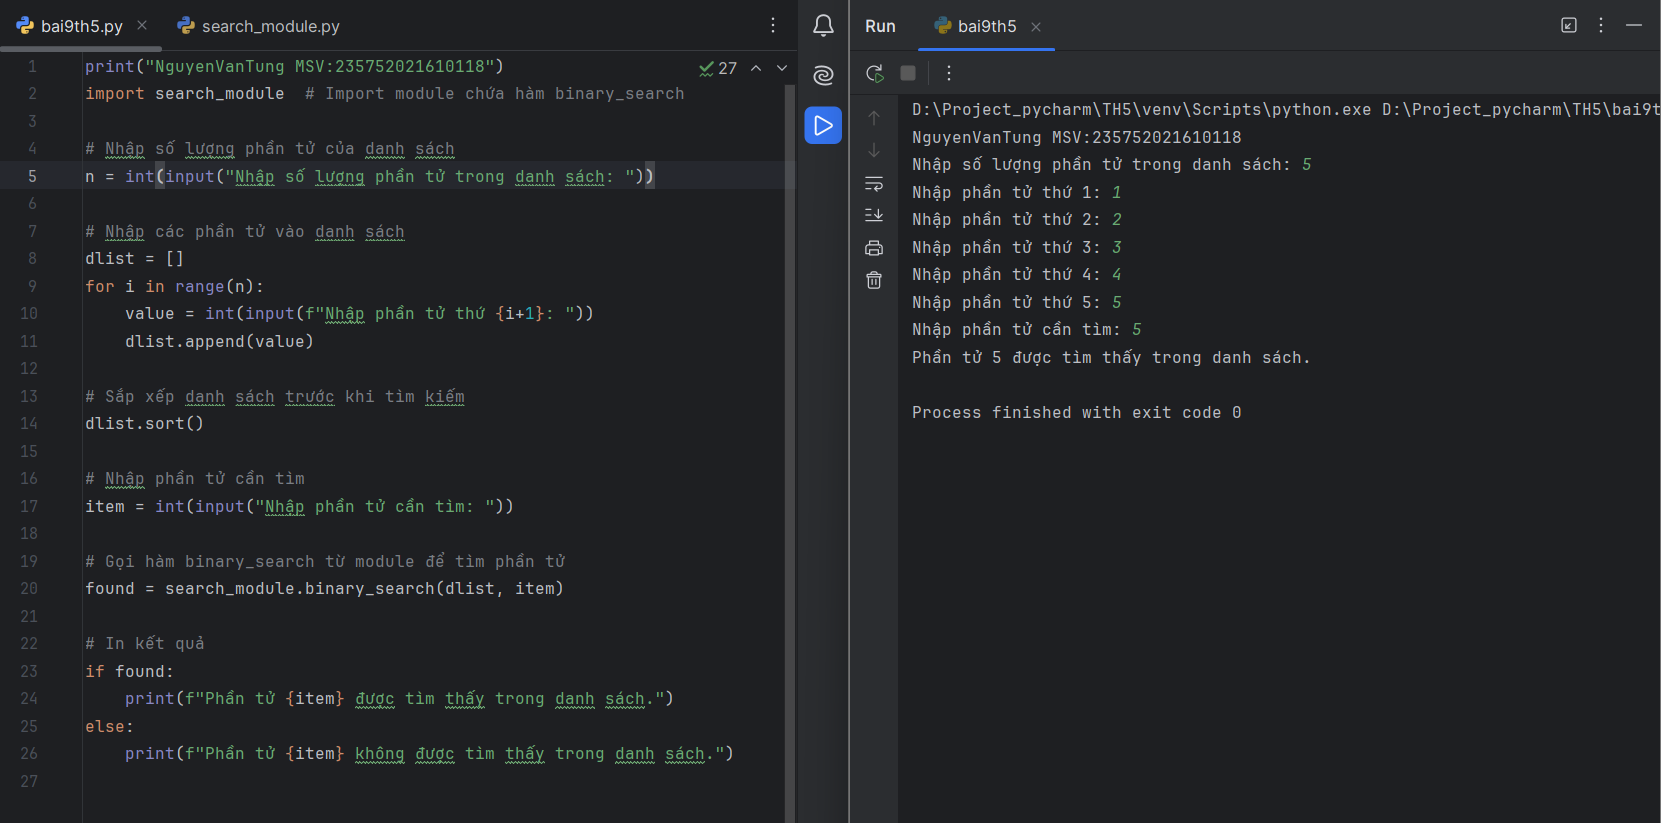 bai9th5.py
search_module.py
27
1 print("NguyenVanTung MSV:235752021610118")
2 import search_module  # Import module chứa hàm binary_search
3
4 # Nhập số lượng phần tử của danh sách
5 n = int(input("Nhập số lượng phần tử trong danh sách: "))
6
7 # Nhập các phần tử vào danh sách
8 dlist = []
9 for i in range(n):
10     value = int(input(f"Nhập phần tử thứ {i+1}: "))
11     dlist.append(value)
12
13 # Sắp xếp danh sách trước khi tìm kiếm
14 dlist.sort()
15
16 # Nhập phần tử cần tìm
17 item = int(input("Nhập phần tử cần tìm: "))
18
19 # Gọi hàm binary_search từ module để tìm phần tử
20 found = search_module.binary_search(dlist, item)
21
22 # In kết quả
23 if found:
24     print(f"Phần tử {item} được tìm thấy trong danh sách.")
25 else:
26     print(f"Phần tử {item} không được tìm thấy trong danh sách.")
27
Run
bai9th5
D:\Project_pycharm\TH5\venv\Scripts\python.exe D:\Project_pycharm\TH5\bai9t
NguyenVanTung MSV:235752021610118
Nhập số lượng phần tử trong danh sách: 5
Nhập phần tử thứ 1: 1
Nhập phần tử thứ 2: 2
Nhập phần tử thứ 3: 3
Nhập phần tử thứ 4: 4
Nhập phần tử thứ 5: 5
Nhập phần tử cần tìm: 5
Phần tử 5 được tìm thấy trong danh sách.

Process finished with exit code 0